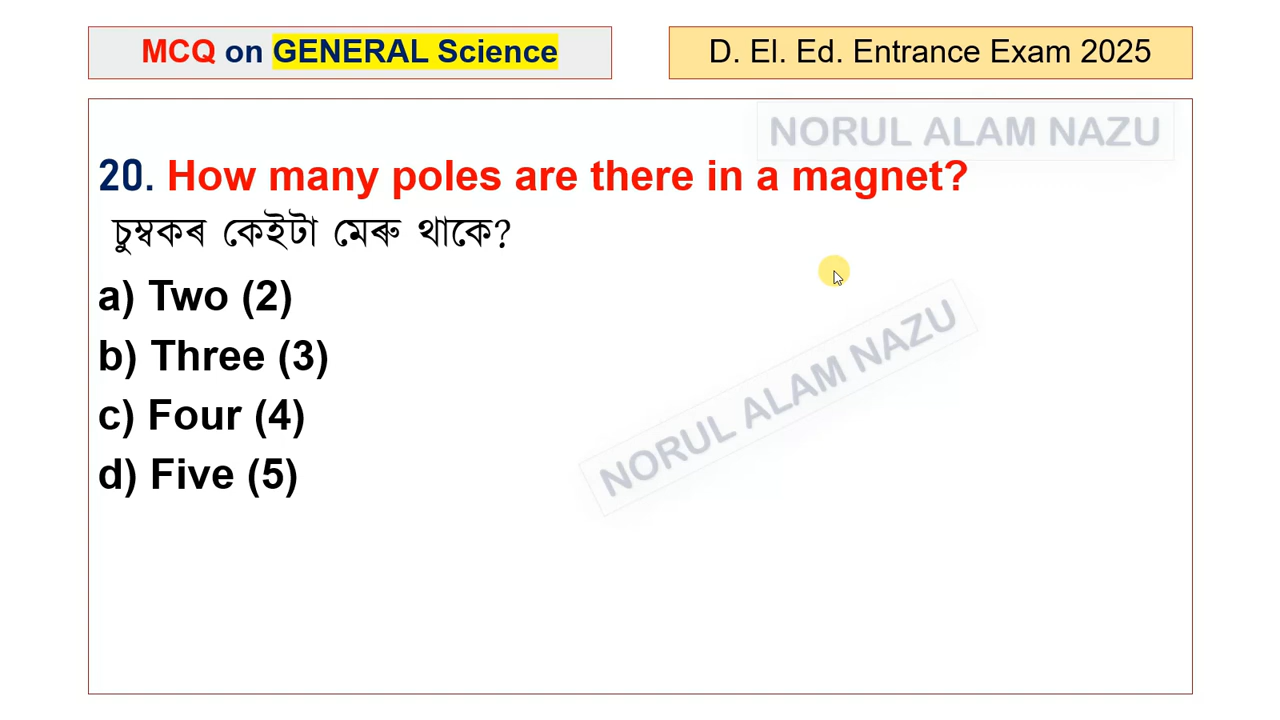 MCQ on GENERAL Science
D. El. Ed. Entrance Exam 2025
NORUL ALAM NAZU
20. How many poles are there in a magnet?
চুম্বকৰ কেইটা মেৰু থাকে?
a) Two (2)
b) Three (3)
c) Four (4)
d) Five (5)
NORUL ALAM NAZU